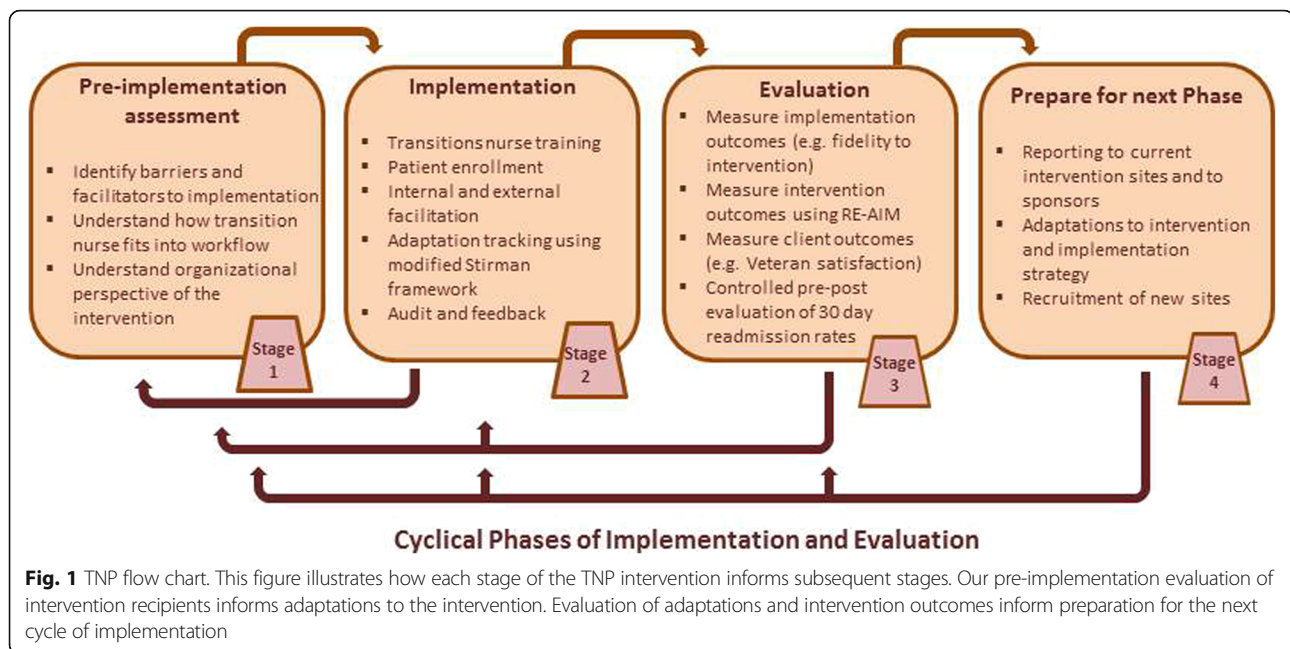 Pre-implementation
assessment
▪ Identify barriers and
facilitators to implementation
▪ Understand how transition
nurse fits into workflow
▪ Understand organizational
perspective of the
intervention
Stage
1
Implementation
▪ Transitions nurse training
▪ Patient enrollment
▪ Internal and external
facilitation
▪ Adaptation tracking using
modified Stirman
framework
▪ Audit and feedback
Stage
2
Evaluation
▪ Measure implementation
outcomes (e.g. fidelity to
intervention)
▪ Measure intervention
outcomes using RE-AIM
▪ Measure client outcomes
(e.g. Veteran satisfaction)
▪ Controlled pre-post
evaluation of 30 day
readmission rates
Stage
3
Prepare for next Phase
▪ Reporting to current
intervention sites and to
sponsors
▪ Adaptations to intervention
and implementation
strategy
▪ Recruitment of new sites
Stage
4
Cyclical Phases of Implementation and Evaluation
Fig. 1 TNP flow chart. This figure illustrates how each stage of the TNP intervention informs subsequent stages. Our pre-implementation evaluation of
intervention recipients informs adaptations to the intervention. Evaluation of adaptations and intervention outcomes inform preparation for the next
cycle of implementation